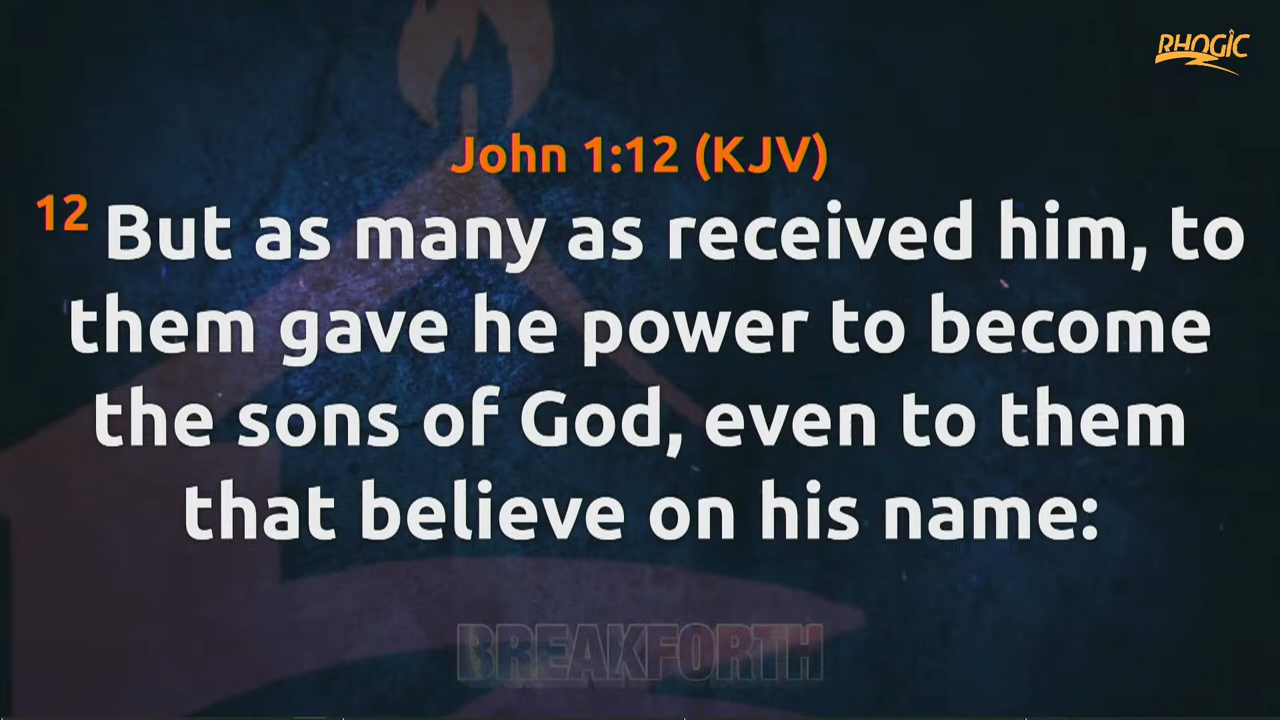 RHOGIC
John 1:12 (KJV)
12 But as many as received him, to
them gave he power to become
the sons of God, even to them
that believe on his name:
BREAKFORTH